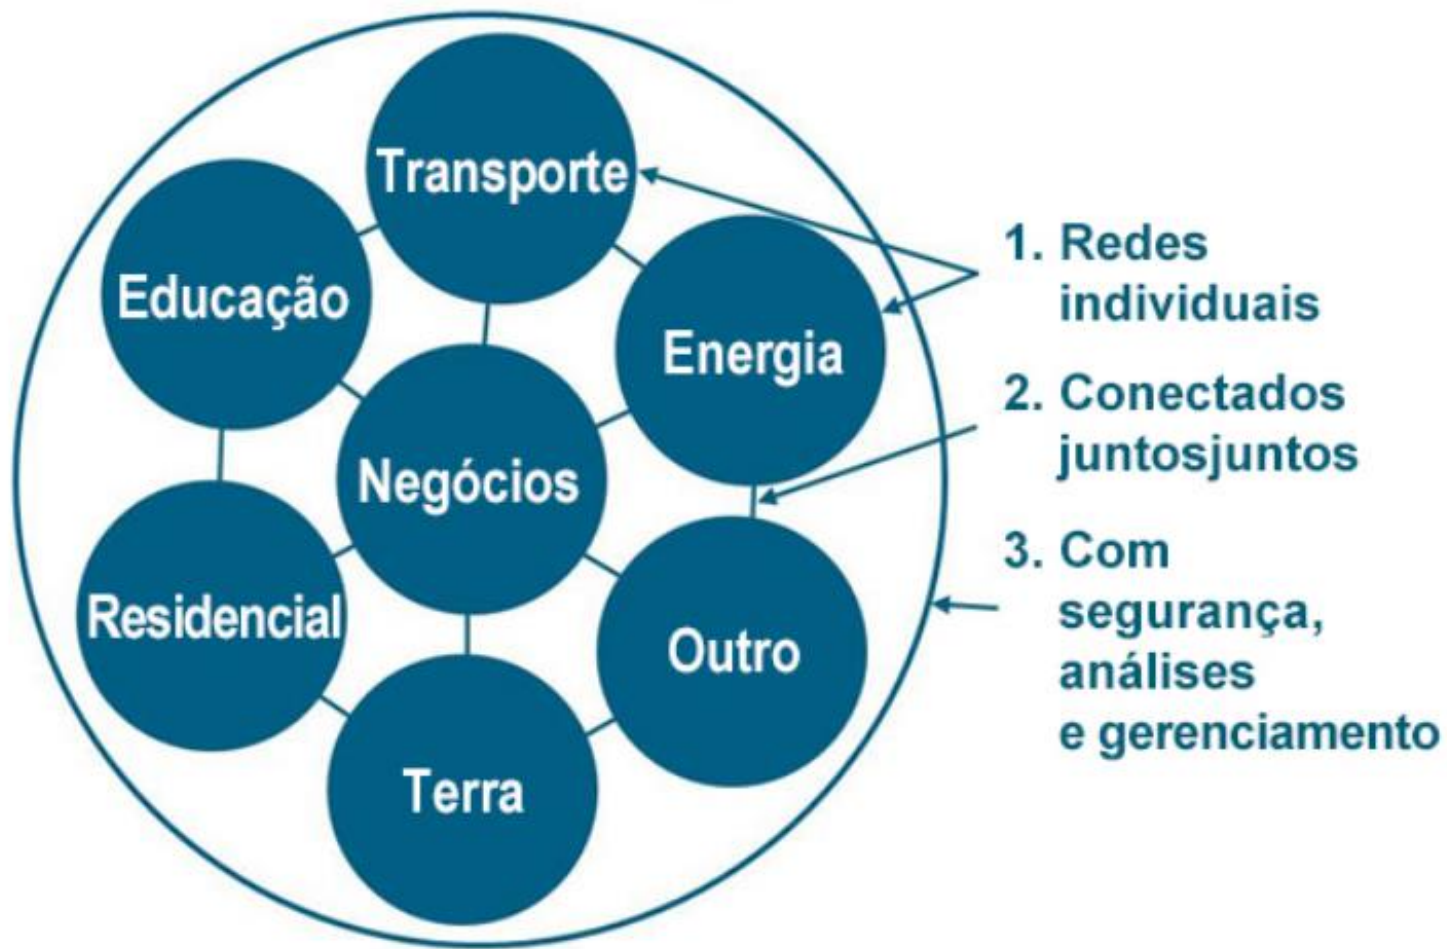 Transporte
Educação
Energia
Negócios
Residencial
Outro
Terra
1. Redes
individuais
2. Conectados
juntosjuntos
3. Com
segurança,
análises
e gerenciamento